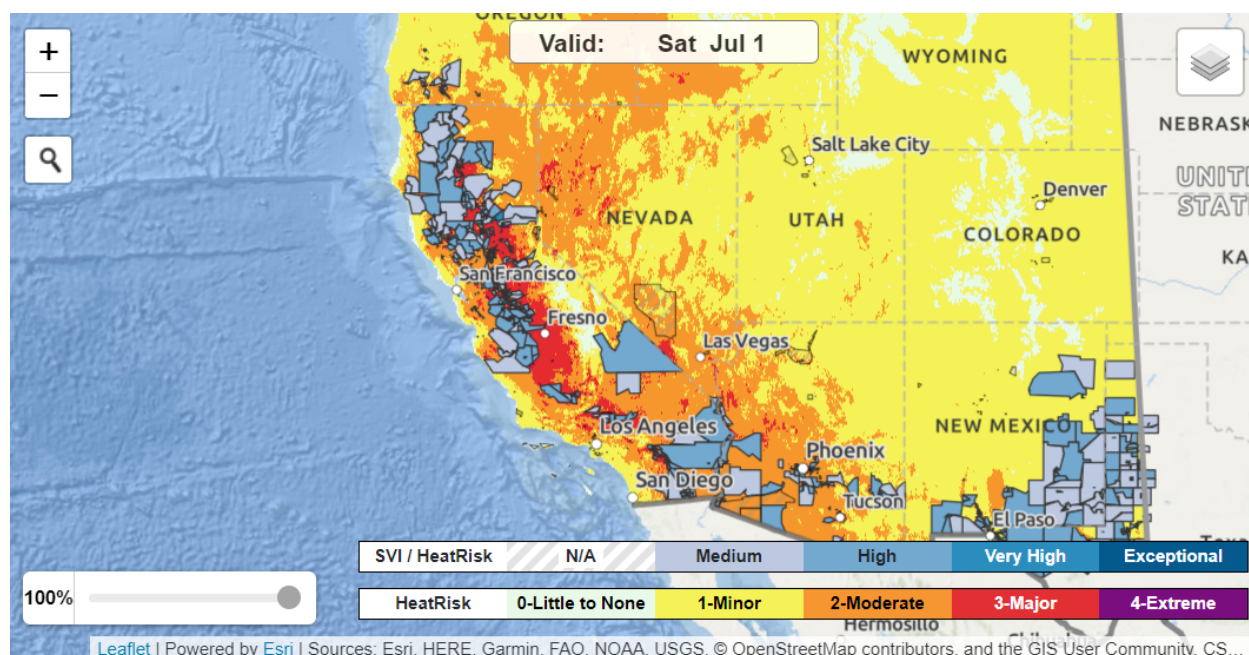 OREGON
+
Valid: Sat Jul 1
WYOMING
−
NEBRASK
Salt Lake City
UNITE
STAT
Denver
NEVADA
UTAH
COLORADO
KA
San Francisco
Fresno
Las Vegas
Los Angeles
NEW MEXICO
Phoenix
San Diego
Tucson
El Paso
Texa
SVI / HeatRisk N/A Medium High Very High Exceptional
100%
HeatRisk 0-Little to None 1-Minor 2-Moderate 3-Major 4-Extreme
Hermosillo
Chihuahua
Leaflet | Powered by Esri | Sources: Esri, HERE, Garmin, FAO, NOAA, USGS, © OpenStreetMap contributors, and the GIS User Community, CS...